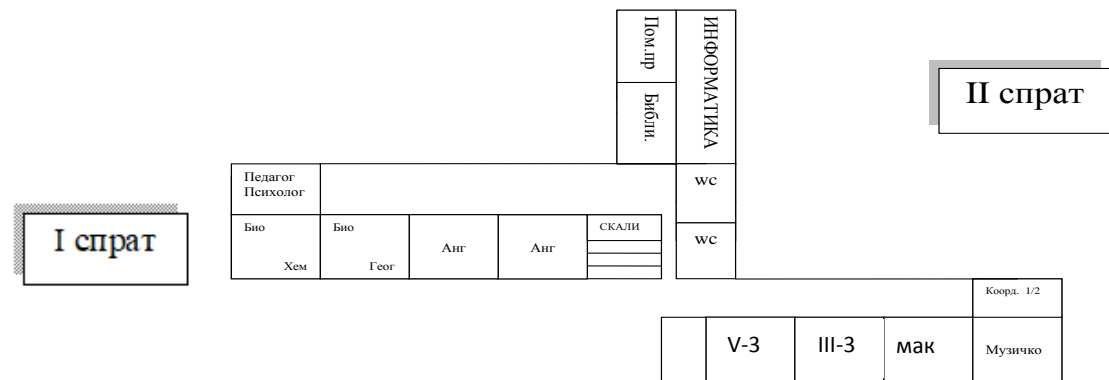 Пом.пр
ИНФОРМАТИКА
Библи.
II спрат
Педагог
Психолог
wc
I спрат
Био
Хем
Био
Геог
Анг
Анг
СКАЛИ
wc
Коорд. 1/2
V-3
III-3
мак
Музичко